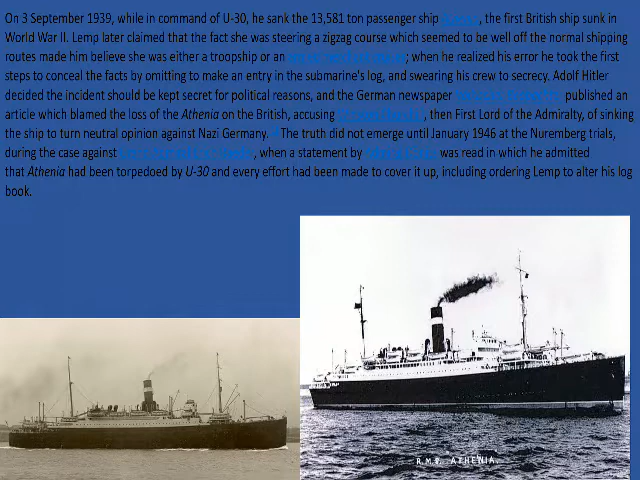 On 3 September 1939, while in command of U-30, he sank the 13,581 ton passenger ship , the first British ship sunk in
World War II. Lemp later claimed that the fact she was steering a zigzag course which seemed to be well off the normal shipping
routes made him believe she was either a troopship or an ; when he realized his error he took the first
steps to conceal the facts by omitting to make an entry in the submarine's log, and swearing his crew to secrecy. Adolf Hitler
decided the incident should be kept secret for political reasons, and the German newspaper published an
article which blamed the loss of the Athenia on the British, accusing , then First Lord of the Admiralty, of sinking
the ship to turn neutral opinion against Nazi Germany. The truth did not emerge until January 1946 at the Nuremberg trials,
during the case against , when a statement by was read in which he admitted
that Athenia had been torpedoed by U-30 and every effort had been made to cover it up, including ordering Lemp to alter his log
book.